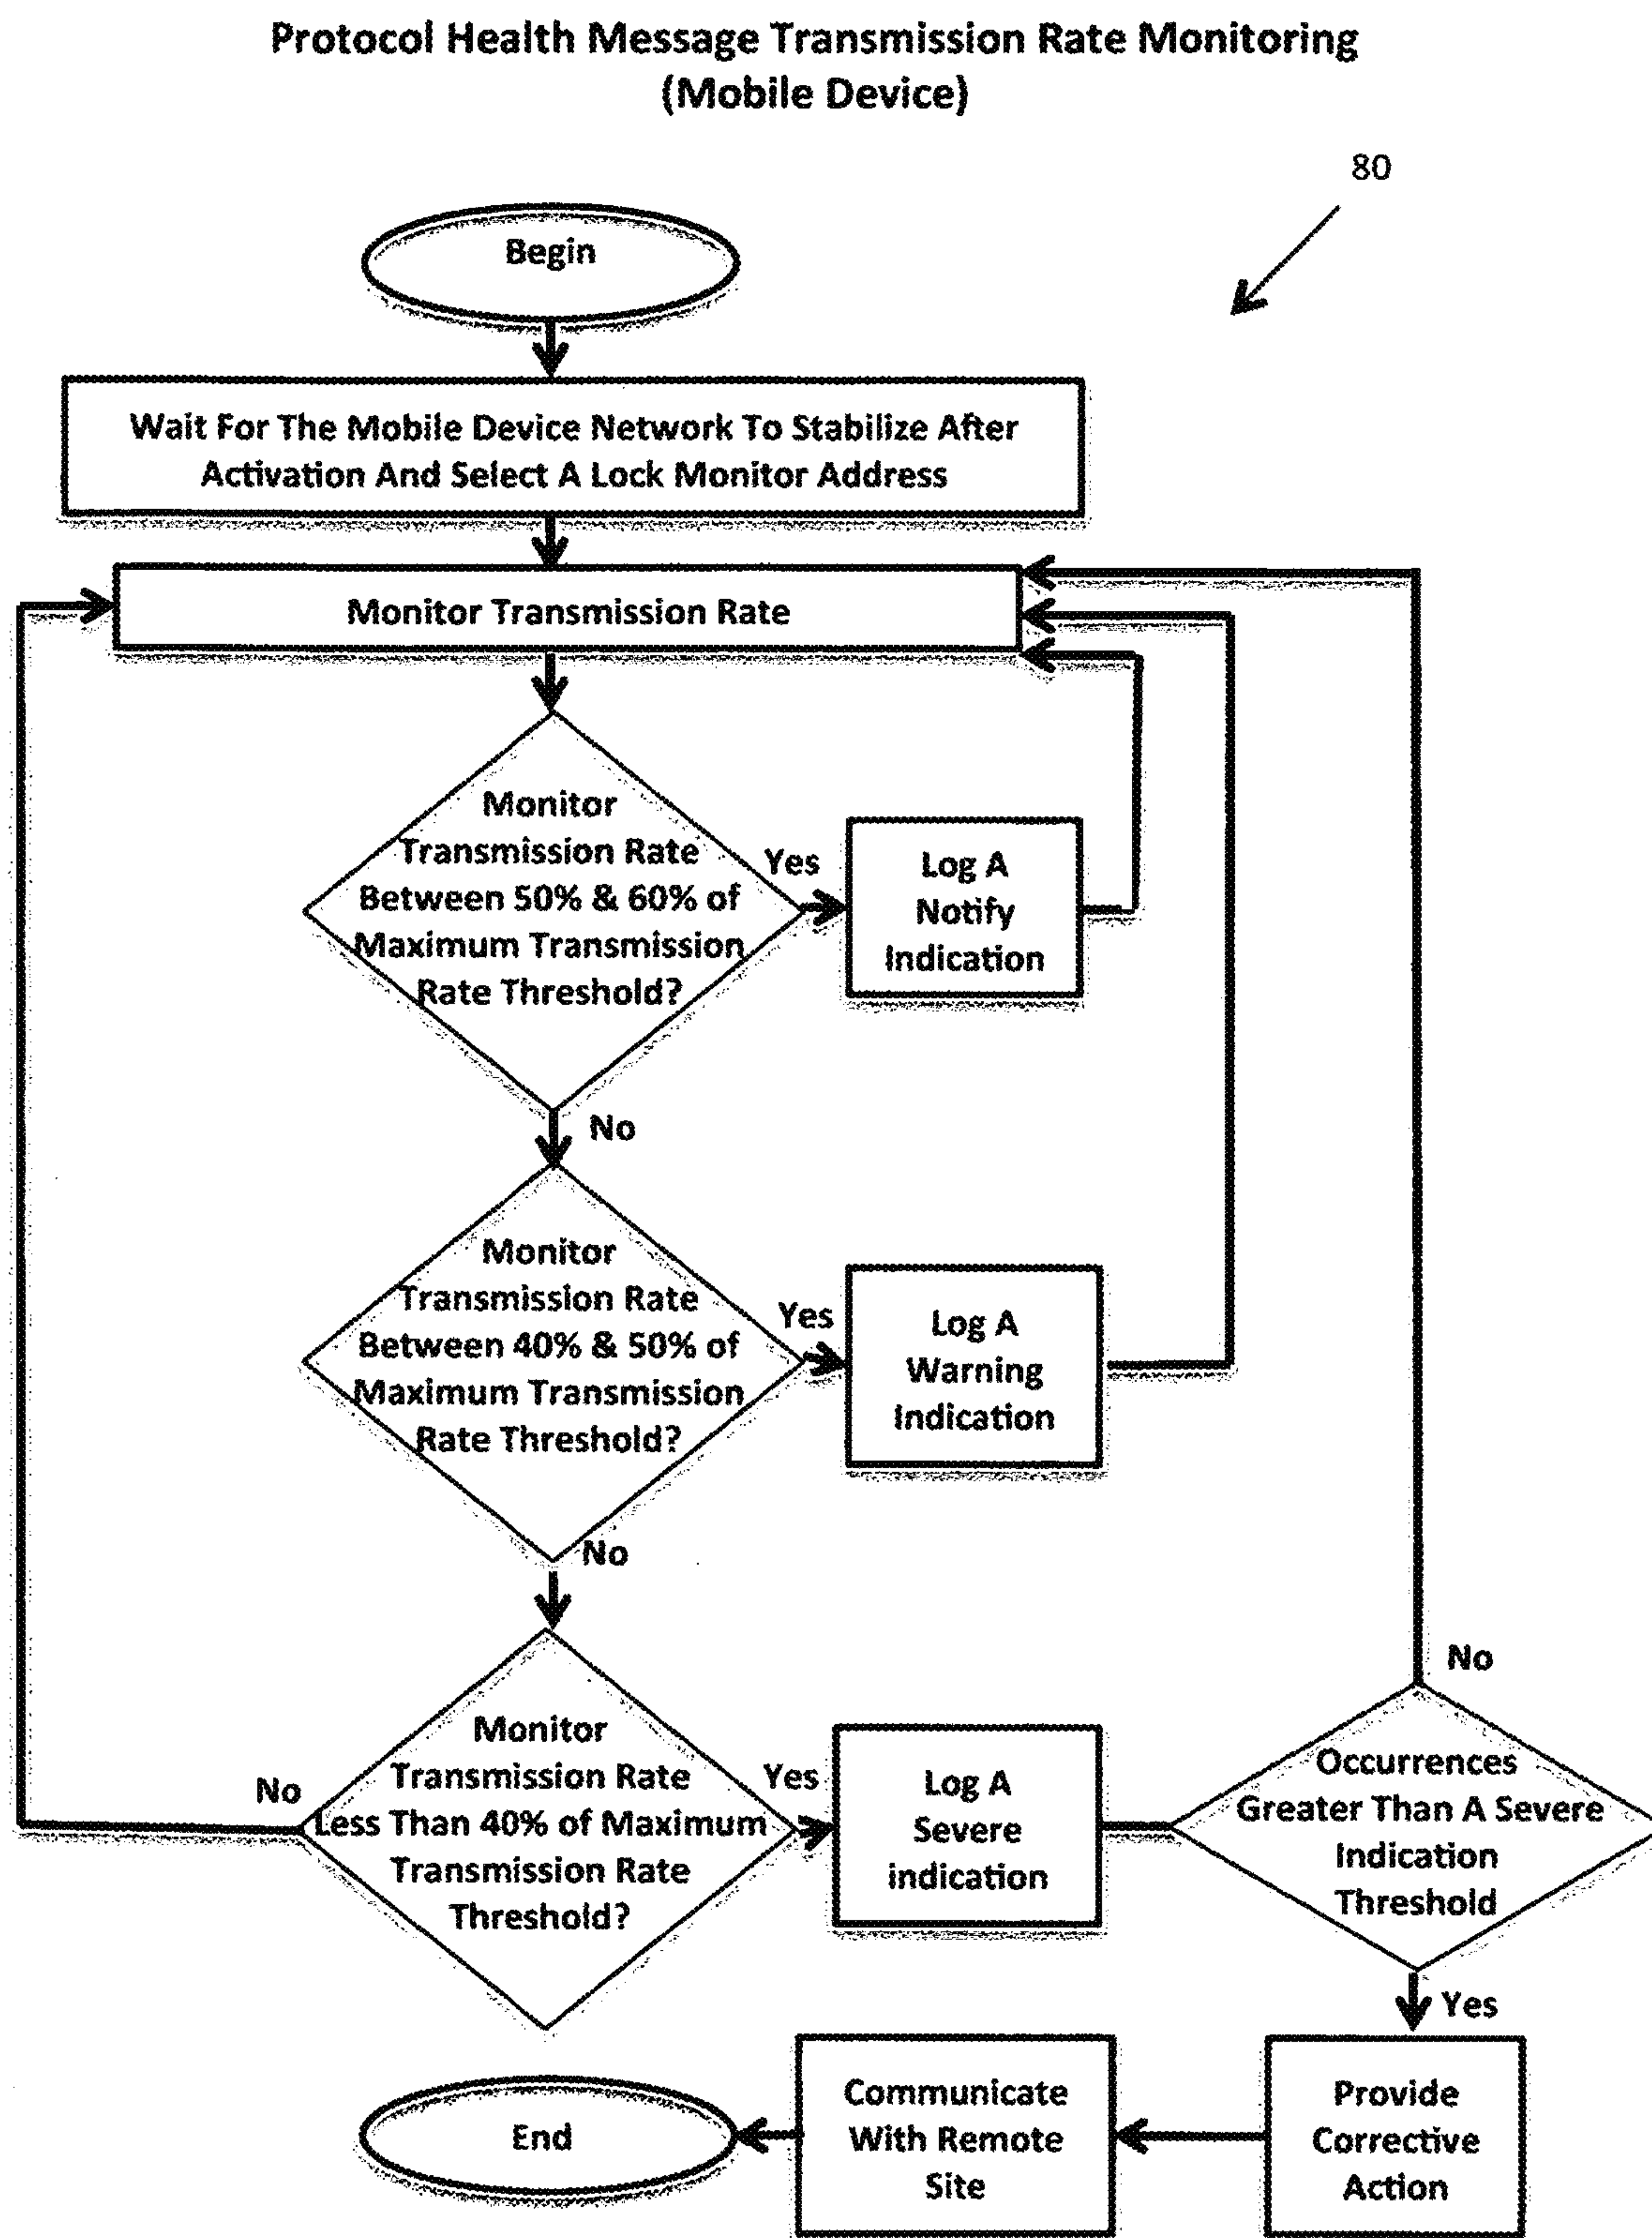 Protocol Health Message Transmission Rate Monitoring
(Mobile Device)
80
Begin
Wait For The Mobile Device Network To Stabilize After
Activation And Select A Lock Monitor Address
Monitor Transmission Rate
Monitor
Transmission Rate
Between 50% & 60% of
Maximum Transmission
Rate Threshold?
Yes
Log A
Notify
Indication
No
Monitor
Transmission Rate
Between 40% & 50% of
Maximum Transmission
Rate Threshold?
Yes
Log A
Warning
Indication
No
Monitor
Transmission Rate
Less Than 40% of Maximum
Transmission Rate
Threshold?
No
Yes
Log A
Severe
indication
Occurrences
Greater Than A Severe
Indication
Threshold
No
Yes
Provide
Corrective
Action
Communicate
With Remote
Site
End